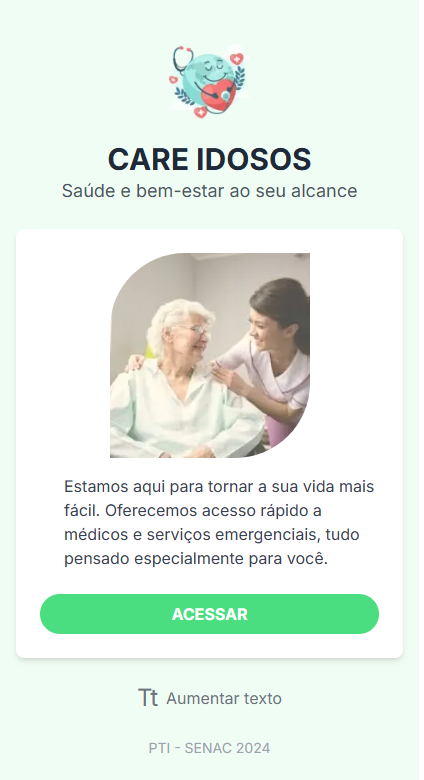 CARE IDOSOS
Saúde e bem-estar ao seu alcance
Estamos aqui para tornar a sua vida mais
fácil. Oferecemos acesso rápido a
médicos e serviços emergenciais, tudo
pensado especialmente para você.
ACESSAR
Tt Aumentar texto
PTI - SENAC 2024